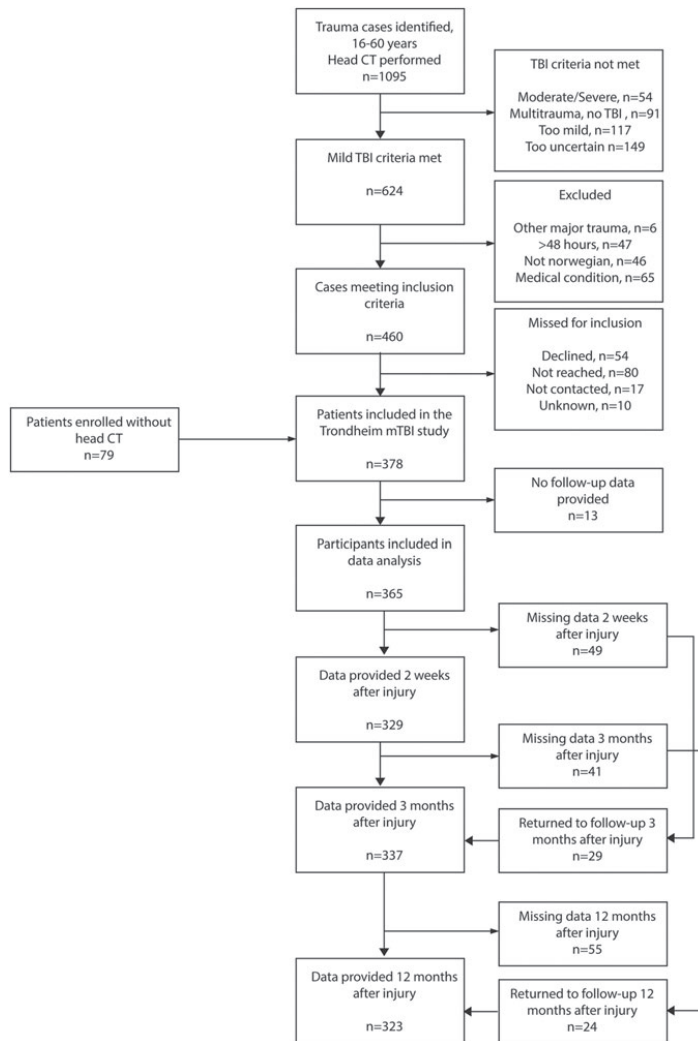 Trauma cases identified,
16-60 years
Head CT performed
n=1095
TBI criteria not met
Moderate/Severe, n=54
Multitrauma, no TBI , n=91
Too mild, n=117
Too uncertain n=149
Mild TBI criteria met
n=624
Excluded
Other major trauma, n=6
>48 hours, n=47
Not norwegian, n=46
Medical condition, n=65
Cases meeting inclusion
criteria
n=460
Missed for inclusion
Declined, n=54
Not reached, n=80
Not contacted, n=17
Unknown, n=10
Patients enrolled without
head CT
n=79
Patients included in the
Trondheim mTBI study
n=378
No follow-up data
provided
n=13
Participants included in
data analysis
n=365
Missing data 2 weeks
after injury
n=49
Data provided 2 weeks
after injury
n=329
Missing data 3 months
after injury
n=41
Data provided 3 months
after injury
n=337
Returned to follow-up 3
months after injury
n=29
Missing data 12 months
after injury
n=55
Data provided 12 months
after injury
n=323
Returned to follow-up 12
months after injury
n=24